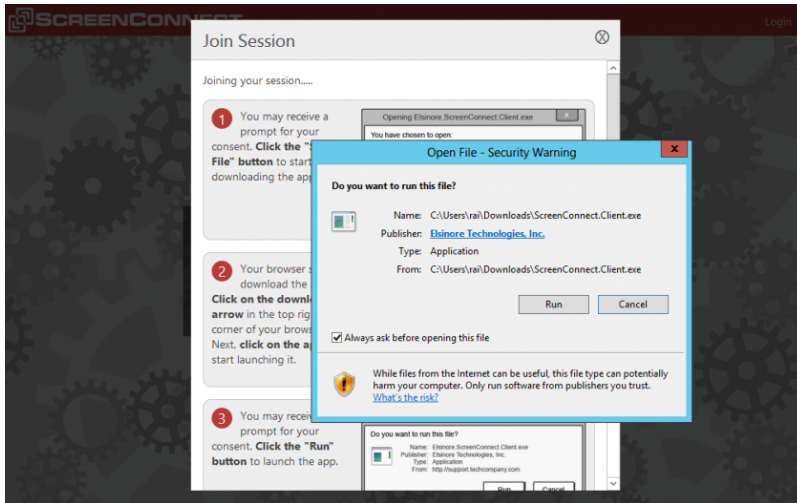 SCREENCONNECT
Login
Join Session
Joining your session.....
1 You may receive a
prompt for your
consent. Click the "S
File" button to start
downloading the ap
Opening Elsinore.ScreenConnect.Client.exe
x
You have chosen to open:
Open File - Security Warning
x
Do you want to run this file?
Name: C:\Users\rai\Downloads\ScreenConnect.Client.exe
Publisher: Elsinore Technologies, Inc.
Type: Application
From: C:\Users\rai\Downloads\ScreenConnect.Client.exe
Run
Cancel
Always ask before opening this file
While files from the Internet can be useful, this file type can potentially
harm your computer. Only run software from publishers you trust.
What's the risk?
2 Your browser s
download the
Click on the downl
arrow in the top rig
corner of your brows
Next, click on the ap
start launching it.
3 You may receiv
prompt for your
consent. Click the "Run"
button to launch the app.
Do you want to run this file?
Name: Elsinore.ScreenConnect.Client.exe
Publisher: Elsinore Technologies, Inc.
Type: Application
From: http://support.techcompany.com
Run
Cancel